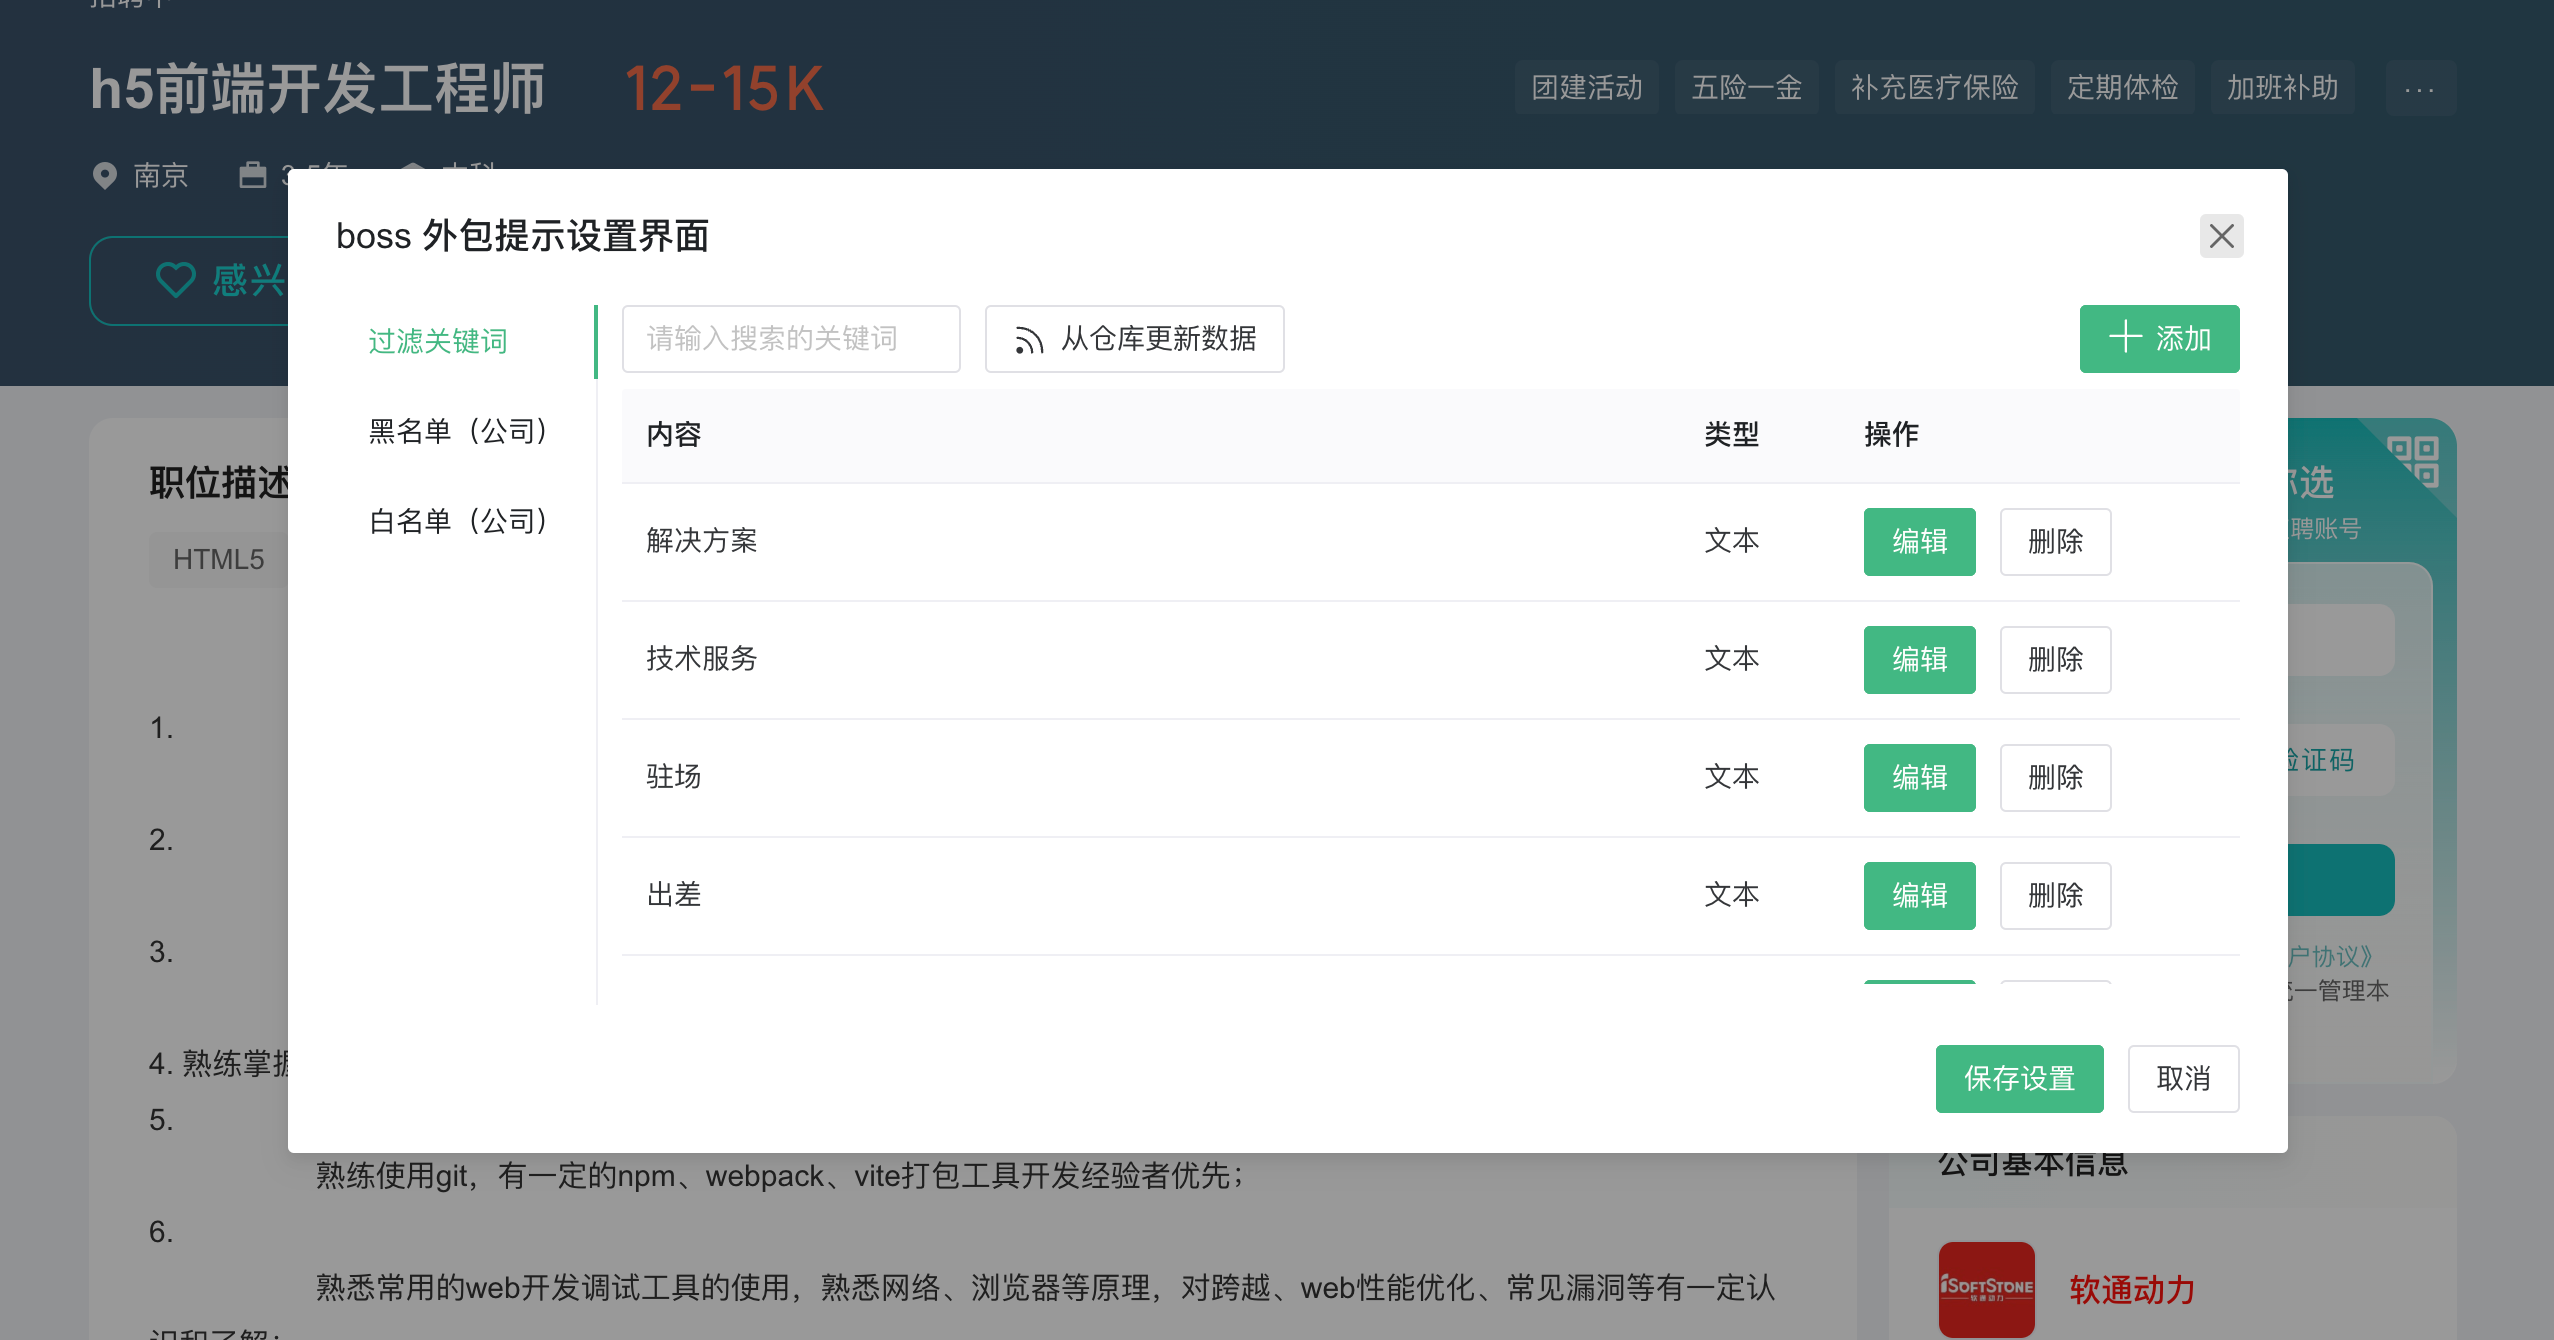 h5前端开发工程师 12-15K
团建活动 五险一金 补充医疗保险 定期体检 加班补助 ...
南京
boss 外包提示设置界面
感兴
过滤关键词
请输入搜索的关键词
从仓库更新数据
添加
黑名单（公司）
白名单（公司）
内容 类型 操作
解决方案 文本 编辑 删除
技术服务 文本 编辑 删除
驻场 文本 编辑 删除
出差 文本 编辑 删除
保存设置 取消
职位描述
HTML5
1.
2.
3.
4. 熟练掌握
5.
熟练使用git，有一定的npm、webpack、vite打包工具开发经验者优先；
6.
熟悉常用的web开发调试工具的使用，熟悉网络、浏览器等原理，对跨越、web性能优化、常见漏洞等有一定认
选
聘账号
验证码
户协议》
一管理本
公司基本信息
iSOFTSTONE
软通动力
软通动力